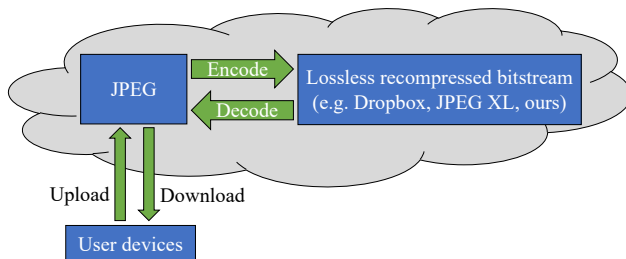 Encode
JPEG
Lossless recompressed bitstream
(e.g. Dropbox, JPEG XL, ours)
Decode
Upload
Download
User devices